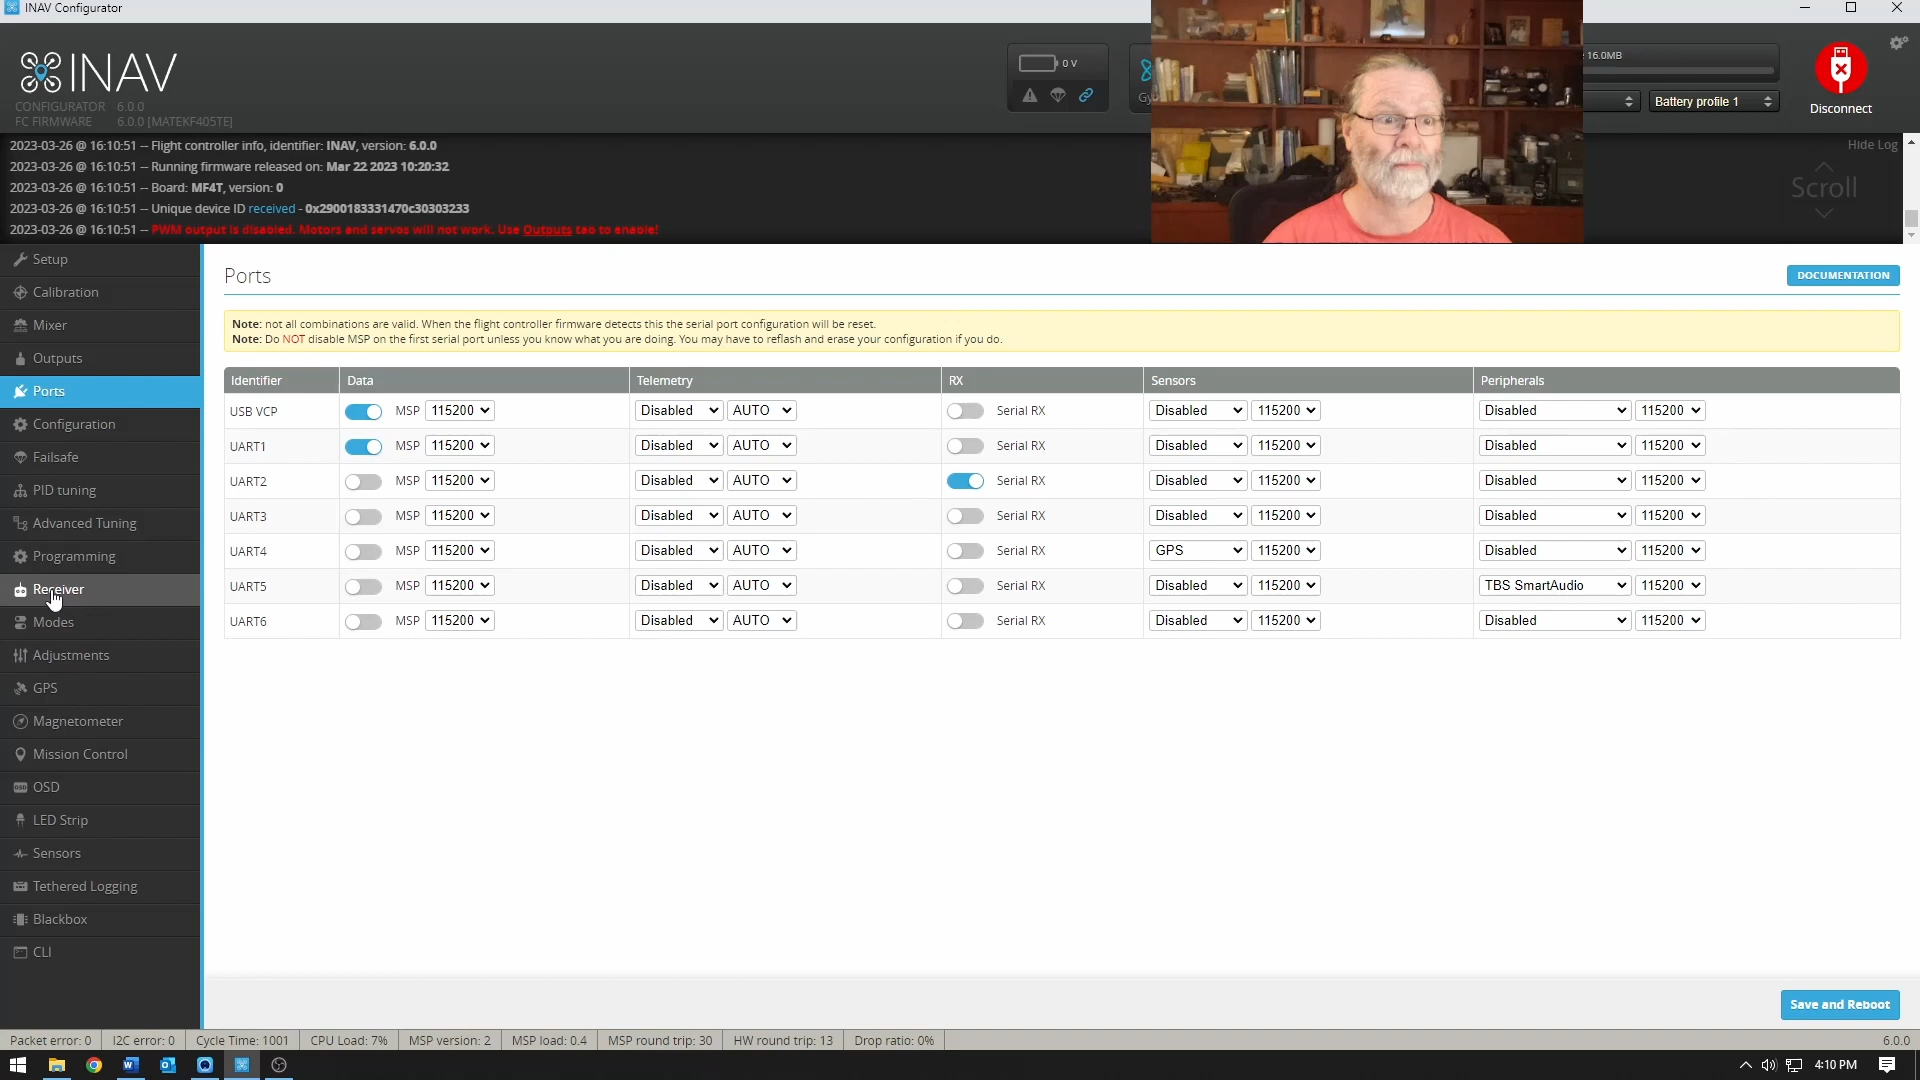 INAV Configurator
INAV
CONFIGURATOR 6.0.0
FC FIRMWARE 6.0.0 [MATEKF405TE]
0 V
16.0MB
Battery profile 1
Disconnect
2023-03-26 @ 16:10:51 -- Flight controller info, identifier: INAV, version: 6.0.0
2023-03-26 @ 16:10:51 -- Running firmware released on: Mar 22 2023 10:20:32
2023-03-26 @ 16:10:51 -- Board: MF4T, version: 0
2023-03-26 @ 16:10:51 -- Unique device ID received - 0x2900183331470c30303233
2023-03-26 @ 16:10:51 -- PWM output is disabled. Motors and servos will not work. Use Outputs tab to enable!
Hide Log
Scroll
Setup
Calibration
Mixer
Outputs
Ports
Configuration
Failsafe
PID tuning
Advanced Tuning
Programming
Receiver
Modes
Adjustments
GPS
Magnetometer
Mission Control
OSD
LED Strip
Sensors
Tethered Logging
Blackbox
CLI
Ports
DOCUMENTATION
Note: not all combinations are valid. When the flight controller firmware detects this the serial port configuration will be reset.
Note: Do NOT disable MSP on the first serial port unless you know what you are doing. You may have to reflash and erase your configuration if you do.
Identifier Data Telemetry RX Sensors Peripherals
USB VCP MSP 115200 Disabled AUTO Serial RX Disabled 115200 Disabled 115200
UART1 MSP 115200 Disabled AUTO Serial RX Disabled 115200 Disabled 115200
UART2 MSP 115200 Disabled AUTO Serial RX Disabled 115200 Disabled 115200
UART3 MSP 115200 Disabled AUTO Serial RX Disabled 115200 Disabled 115200
UART4 MSP 115200 Disabled AUTO Serial RX GPS 115200 Disabled 115200
UART5 MSP 115200 Disabled AUTO Serial RX Disabled 115200 TBS SmartAudio 115200
UART6 MSP 115200 Disabled AUTO Serial RX Disabled 115200 Disabled 115200
Save and Reboot
Packet error: 0 I2C error: 0 Cycle Time: 1001 CPU Load: 7% MSP version: 2 MSP load: 0.4 MSP round trip: 30 HW round trip: 13 Drop ratio: 0% 6.0.0
4:10 PM